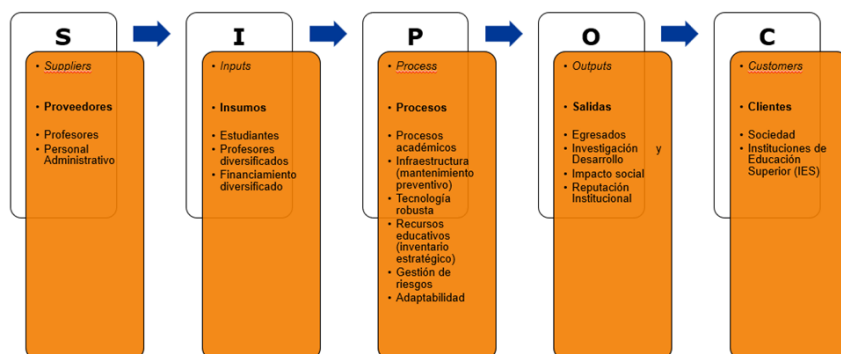 S
Suppliers
Proveedores
Profesores
Personal
Administrativo
I
Inputs
Insumos
Estudiantes
Profesores
diversificados
Financiamiento
diversificado
P
Process
Procesos
Procesos
académicos
Infraestructura
(mantenimiento
preventivo)
Tecnología
robusta
Recursos
educativos
(inventario
estratégico)
Gestión de
riesgos
Adaptabilidad
O
Outputs
Salidas
Egresados
Investigación y
Desarrollo
Impacto social
Reputación
Institucional
C
Customers
Clientes
Sociedad
Instituciones de
Educación
Superior (IES)